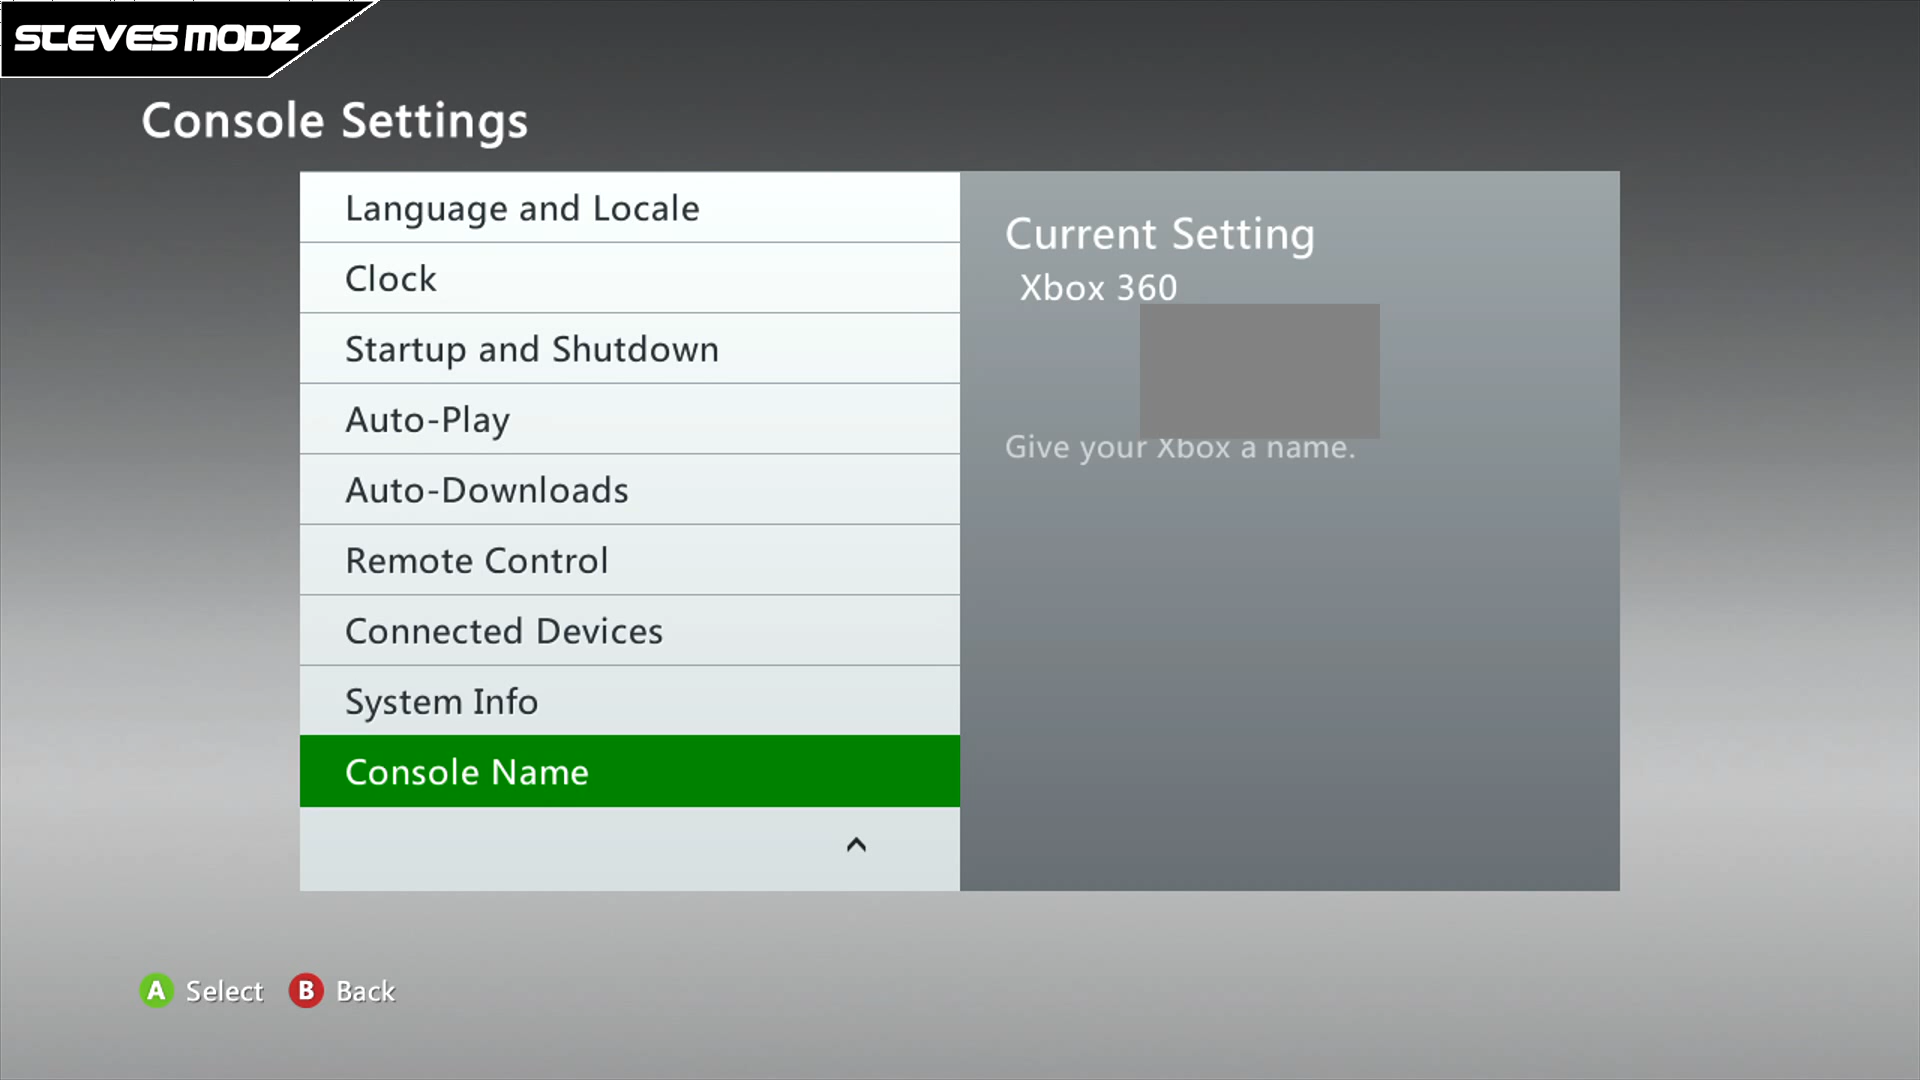 STEVES MODZ
Console Settings
Language and Locale
Clock
Startup and Shutdown
Auto-Play
Auto-Downloads
Remote Control
Connected Devices
System Info
Console Name
Current Setting
Xbox 360
Give your Xbox a name.
A Select B Back